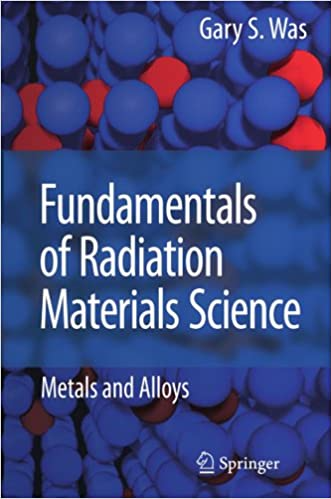 Gary S. Was
Fundamentals
of Radiation
Materials Science
Metals and Alloys
Springer